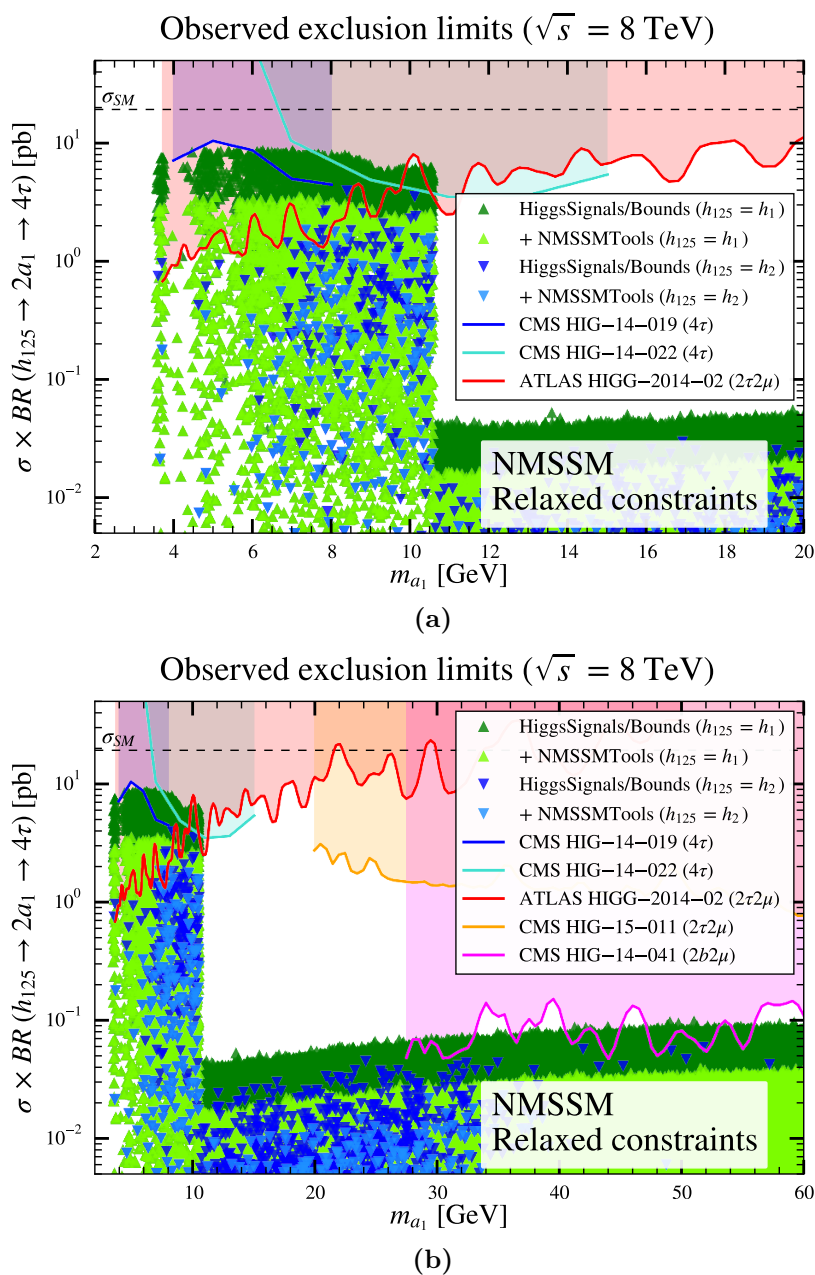 Observed exclusion limits (√s = 8 TeV)
σ × BR (h₁₂₅ → 2a₁ → 4τ) [pb]
10¹
10⁰
10⁻¹
10⁻²
σ_SM
HiggsSignals/Bounds (h₁₂₅ = h₁)
+ NMSSMTools (h₁₂₅ = h₁)
HiggsSignals/Bounds (h₁₂₅ = h₂)
+ NMSSMTools (h₁₂₅ = h₂)
CMS HIG−14−019 (4τ)
CMS HIG−14−022 (4τ)
ATLAS HIGG−2014−02 (2τ2μ)
NMSSM
Relaxed constraints
2 4 6 8 10 12 14 16 18 20
m_a₁ [GeV]
(a)
Observed exclusion limits (√s = 8 TeV)
σ × BR (h₁₂₅ → 2a₁ → 4τ) [pb]
10¹
10⁰
10⁻¹
10⁻²
σ_SM
HiggsSignals/Bounds (h₁₂₅ = h₁)
+ NMSSMTools (h₁₂₅ = h₁)
HiggsSignals/Bounds (h₁₂₅ = h₂)
+ NMSSMTools (h₁₂₅ = h₂)
CMS HIG−14−019 (4τ)
CMS HIG−14−022 (4τ)
ATLAS HIGG−2014−02 (2τ2μ)
CMS HIG−15−011 (2τ2μ)
CMS HIG−14−041 (2b2μ)
NMSSM
Relaxed constraints
10 20 30 40 50 60
m_a₁ [GeV]
(b)